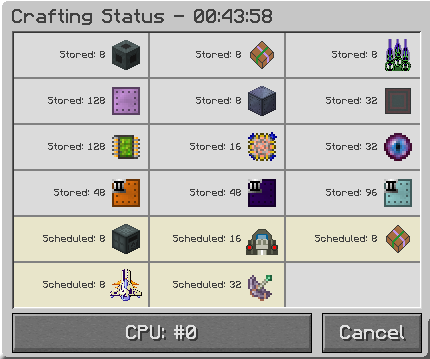 Crafting Status - 00:43:58
Stored: 8 Stored: 8 Stored: 8
Stored: 128 Stored: 8 Stored: 32
Stored: 128 Stored: 16 Stored: 32
Stored: 48 Stored: 48 Stored: 96
Scheduled: 8 Scheduled: 16 Scheduled: 8
Scheduled: 8 Scheduled: 32
CPU: #0 Cancel